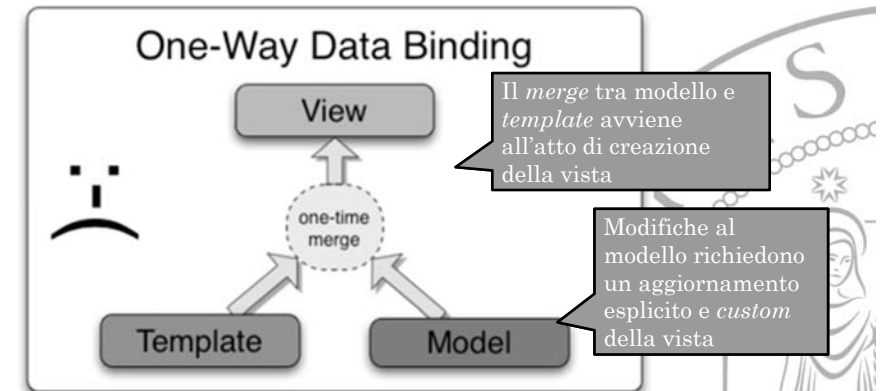 One-Way Data Binding
View
Il merge tra modello e
template avviene
all'atto di creazione
della vista
one-time
merge
Modifiche al
modello richiedono
un aggiornamento
esplicito e custom
della vista
Template
Model
S